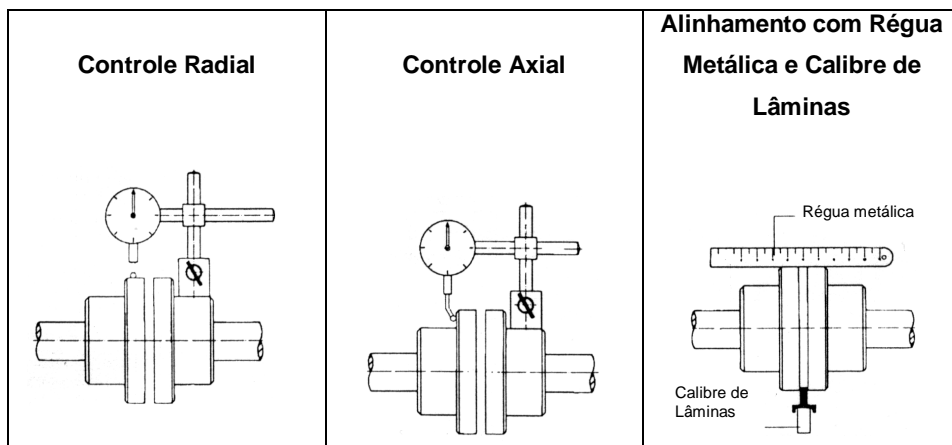 Controle Radial
Controle Axial
Alinhamento com Régua
Metálica e Calibre de
Lâminas
Régua metálica
Calibre de
Lâminas